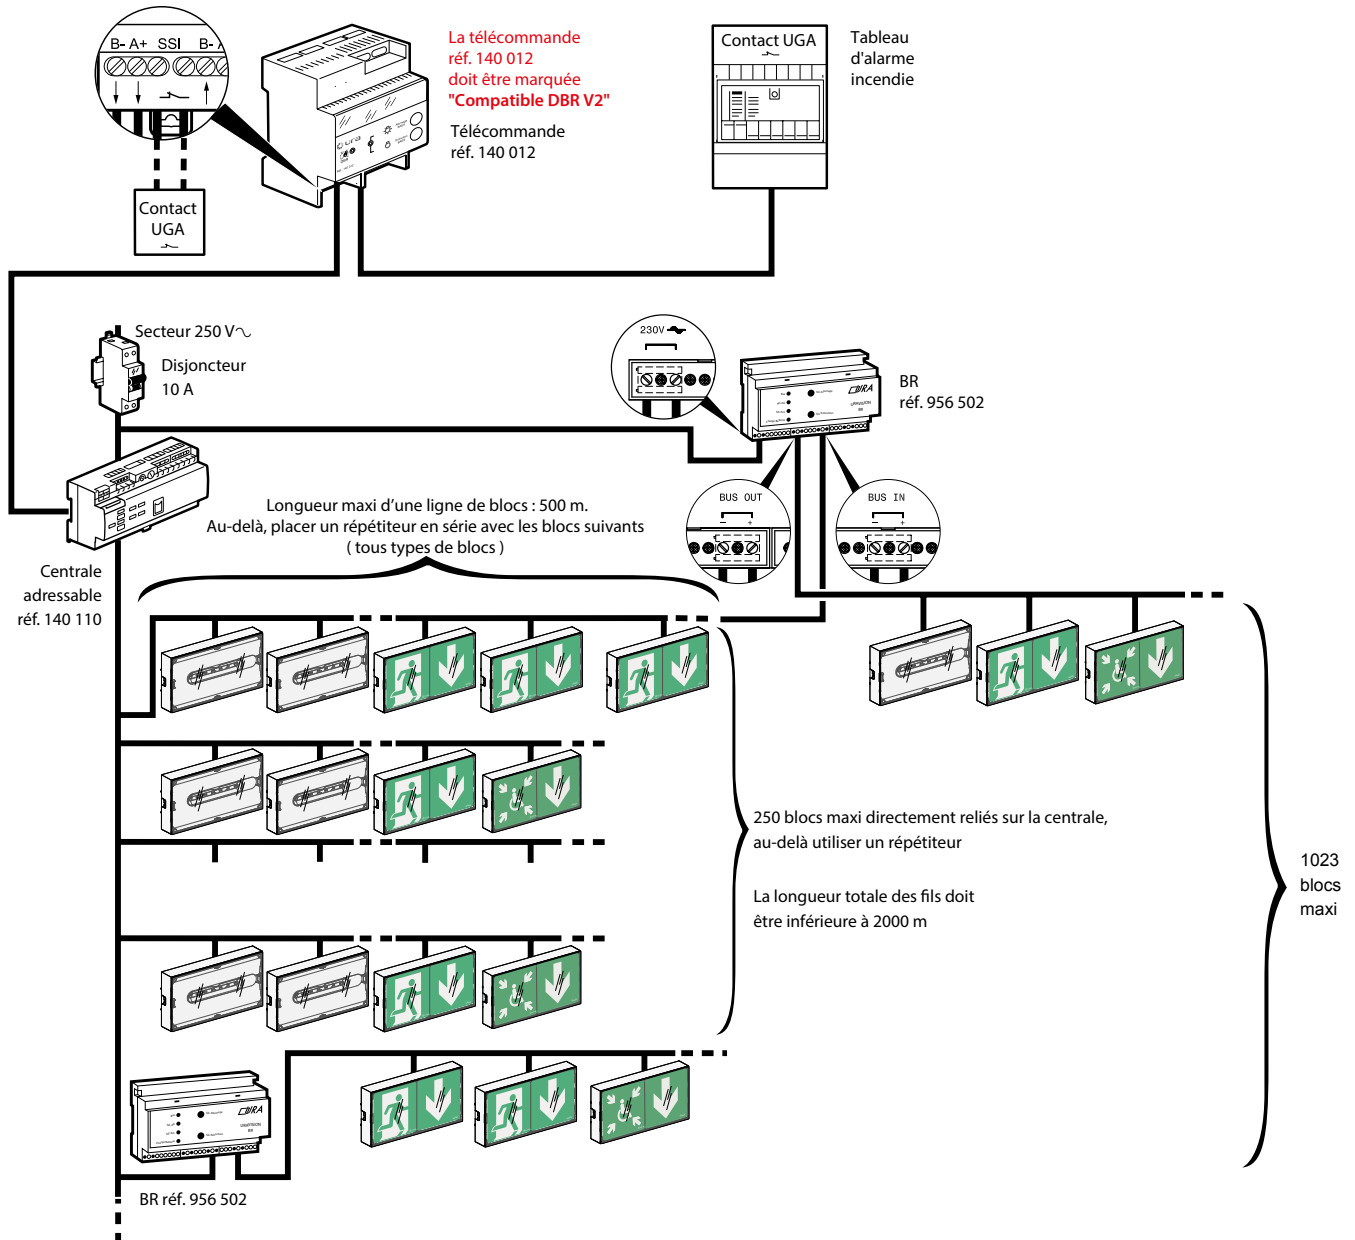 B- A+ SSI B-
La télécommande
réf. 140 012
doit être marquée
"Compatible DBR V2"
Télécommande
réf. 140 012
Contact UGA
Tableau
d'alarme
incendie
ura
Contact
UGA
Secteur 250 V
Disjoncteur
10 A
230V
URA
BR
réf. 956 502
BUS OUT
- +
BUS IN
- +
Longueur maxi d'une ligne de blocs : 500 m.
Au-delà, placer un répétiteur en série avec les blocs suivants
( tous types de blocs )
Centrale
adressable
réf. 140 110
250 blocs maxi directement reliés sur la centrale,
au-delà utiliser un répétiteur
La longueur totale des fils doit
être inférieure à 2000 m
1023
blocs
maxi
URA
BR réf. 956 502